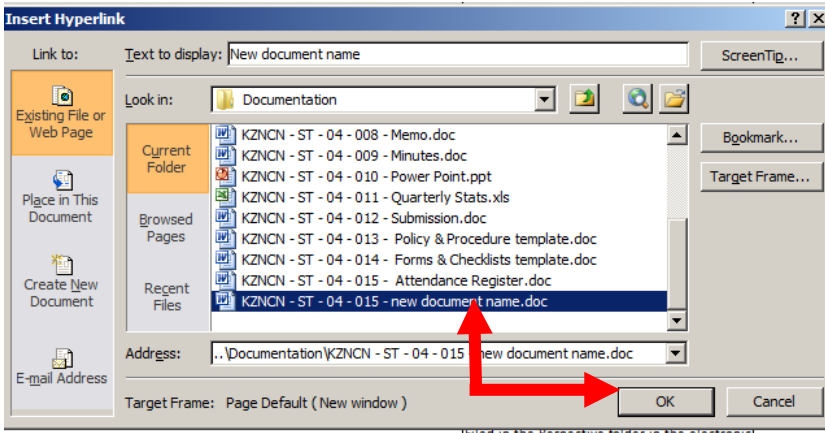 Insert Hyperlink
Link to:
Text to display: New document name
ScreenTip...
Existing File or
Web Page
Look in: Documentation
Current
Folder
Browsed
Pages
Recent
Files
KZNCN - ST - 04 - 008 - Memo.doc
KZNCN - ST - 04 - 009 - Minutes.doc
KZNCN - ST - 04 - 010 - Power Point.ppt
KZNCN - ST - 04 - 011 - Quarterly Stats.xls
KZNCN - ST - 04 - 012 - Submission.doc
KZNCN - ST - 04 - 013 - Policy & Procedure template.doc
KZNCN - ST - 04 - 014 - Forms & Checklists template.doc
KZNCN - ST - 04 - 015 - Attendance Register.doc
KZNCN - ST - 04 - 015 - new document name.doc
Bookmark...
Target Frame...
Place in This
Document
Create New
Document
E-mail Address
Address: ..\Documentation\KZNCN - ST - 04 - 015 - new document name.doc
Target Frame: Page Default ( New window )
OK
Cancel